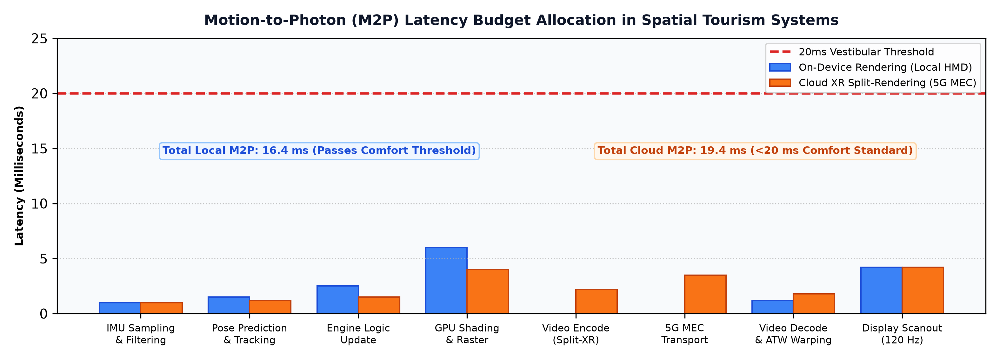 Motion-to-Photon (M2P) Latency Budget Allocation in Spatial Tourism Systems
25
20ms Vestibular Threshold
On-Device Rendering (Local HMD)
Cloud XR Split-Rendering (5G MEC)
20
15
Total Local M2P: 16.4 ms (Passes Comfort Threshold)
Total Cloud M2P: 19.4 ms (<20 ms Comfort Standard)
10
5
0
Latency (Milliseconds)
IMU Sampling
& Filtering
Pose Prediction
& Tracking
Engine Logic
Update
GPU Shading
& Raster
Video Encode
(Split-XR)
5G MEC
Transport
Video Decode
& ATW Warping
Display Scanout
(120 Hz)